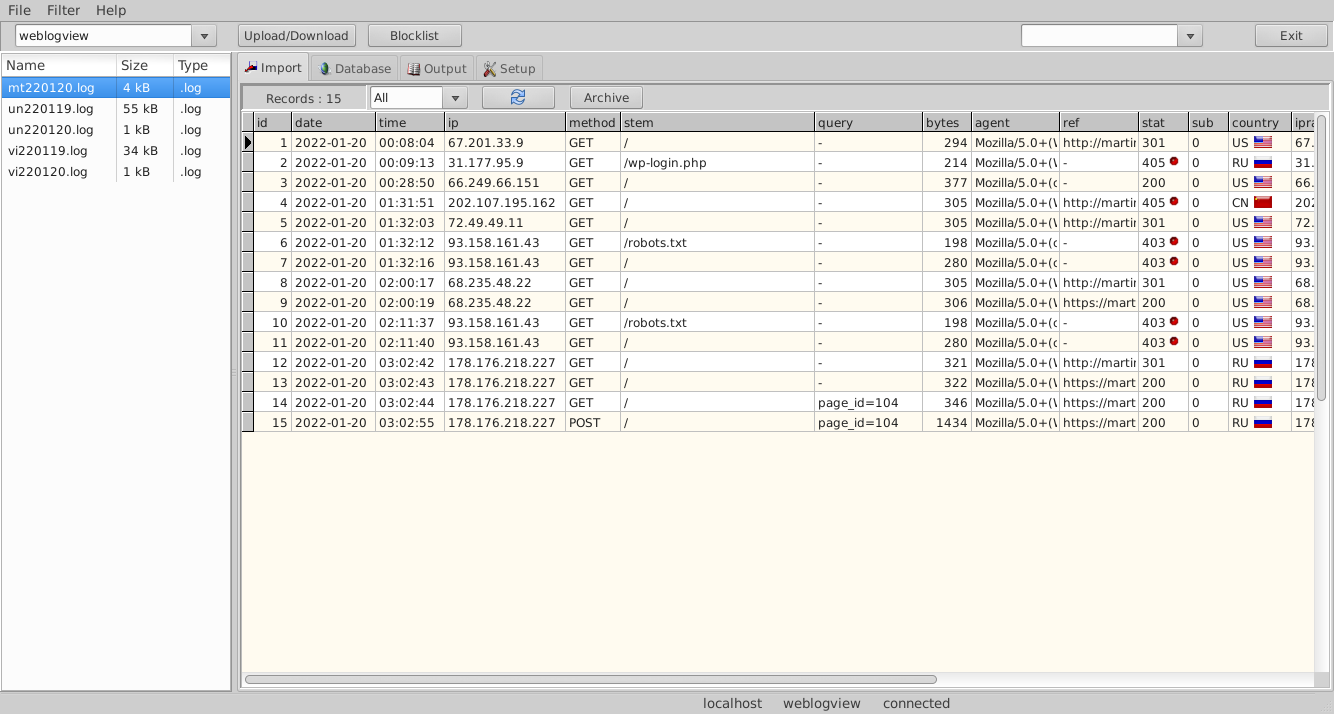 File Filter Help
weblogview Upload/Download Blocklist Exit
Name Size Type
mt220120.log 4 kB .log
un220119.log 55 kB .log
un220120.log 1 kB .log
vi220119.log 34 kB .log
vi220120.log 1 kB .log
Import Database Output Setup
Records : 15 All Archive
id date time ip method stem query bytes agent ref stat sub country ipra
1 2022-01-20 00:08:04 67.201.33.9 GET / - 294 Mozilla/5.0+(W http://martin 301 0 US 67.
2 2022-01-20 00:09:13 31.177.95.9 GET /wp-login.php - 214 Mozilla/5.0+(W - 405 0 RU 31.
3 2022-01-20 00:28:50 66.249.66.151 GET / - 377 Mozilla/5.0+(c - 200 0 US 66.
4 2022-01-20 01:31:51 202.107.195.162 GET / - 305 Mozilla/5.0+(W http://martin 405 0 CN 202
5 2022-01-20 01:32:03 72.49.49.11 GET / - 305 Mozilla/5.0+(W http://martin 301 0 US 72.
6 2022-01-20 01:32:12 93.158.161.43 GET /robots.txt - 198 Mozilla/5.0+(c - 403 0 US 93.
7 2022-01-20 01:32:16 93.158.161.43 GET / - 280 Mozilla/5.0+(c - 403 0 US 93.
8 2022-01-20 02:00:17 68.235.48.22 GET / - 305 Mozilla/5.0+(W http://martin 301 0 US 68.
9 2022-01-20 02:00:19 68.235.48.22 GET / - 306 Mozilla/5.0+(W https://mart 200 0 US 68.
10 2022-01-20 02:11:37 93.158.161.43 GET /robots.txt - 198 Mozilla/5.0+(c - 403 0 US 93.
11 2022-01-20 02:11:40 93.158.161.43 GET / - 280 Mozilla/5.0+(c - 403 0 US 93.
12 2022-01-20 03:02:42 178.176.218.227 GET / - 321 Mozilla/5.0+(W http://martin 301 0 RU 178
13 2022-01-20 03:02:43 178.176.218.227 GET / - 322 Mozilla/5.0+(W https://mart 200 0 RU 178
14 2022-01-20 03:02:44 178.176.218.227 GET / page_id=104 346 Mozilla/5.0+(W https://mart 200 0 RU 178
15 2022-01-20 03:02:55 178.176.218.227 POST / page_id=104 1434 Mozilla/5.0+(W https://mart 200 0 RU 178
localhost weblogview connected